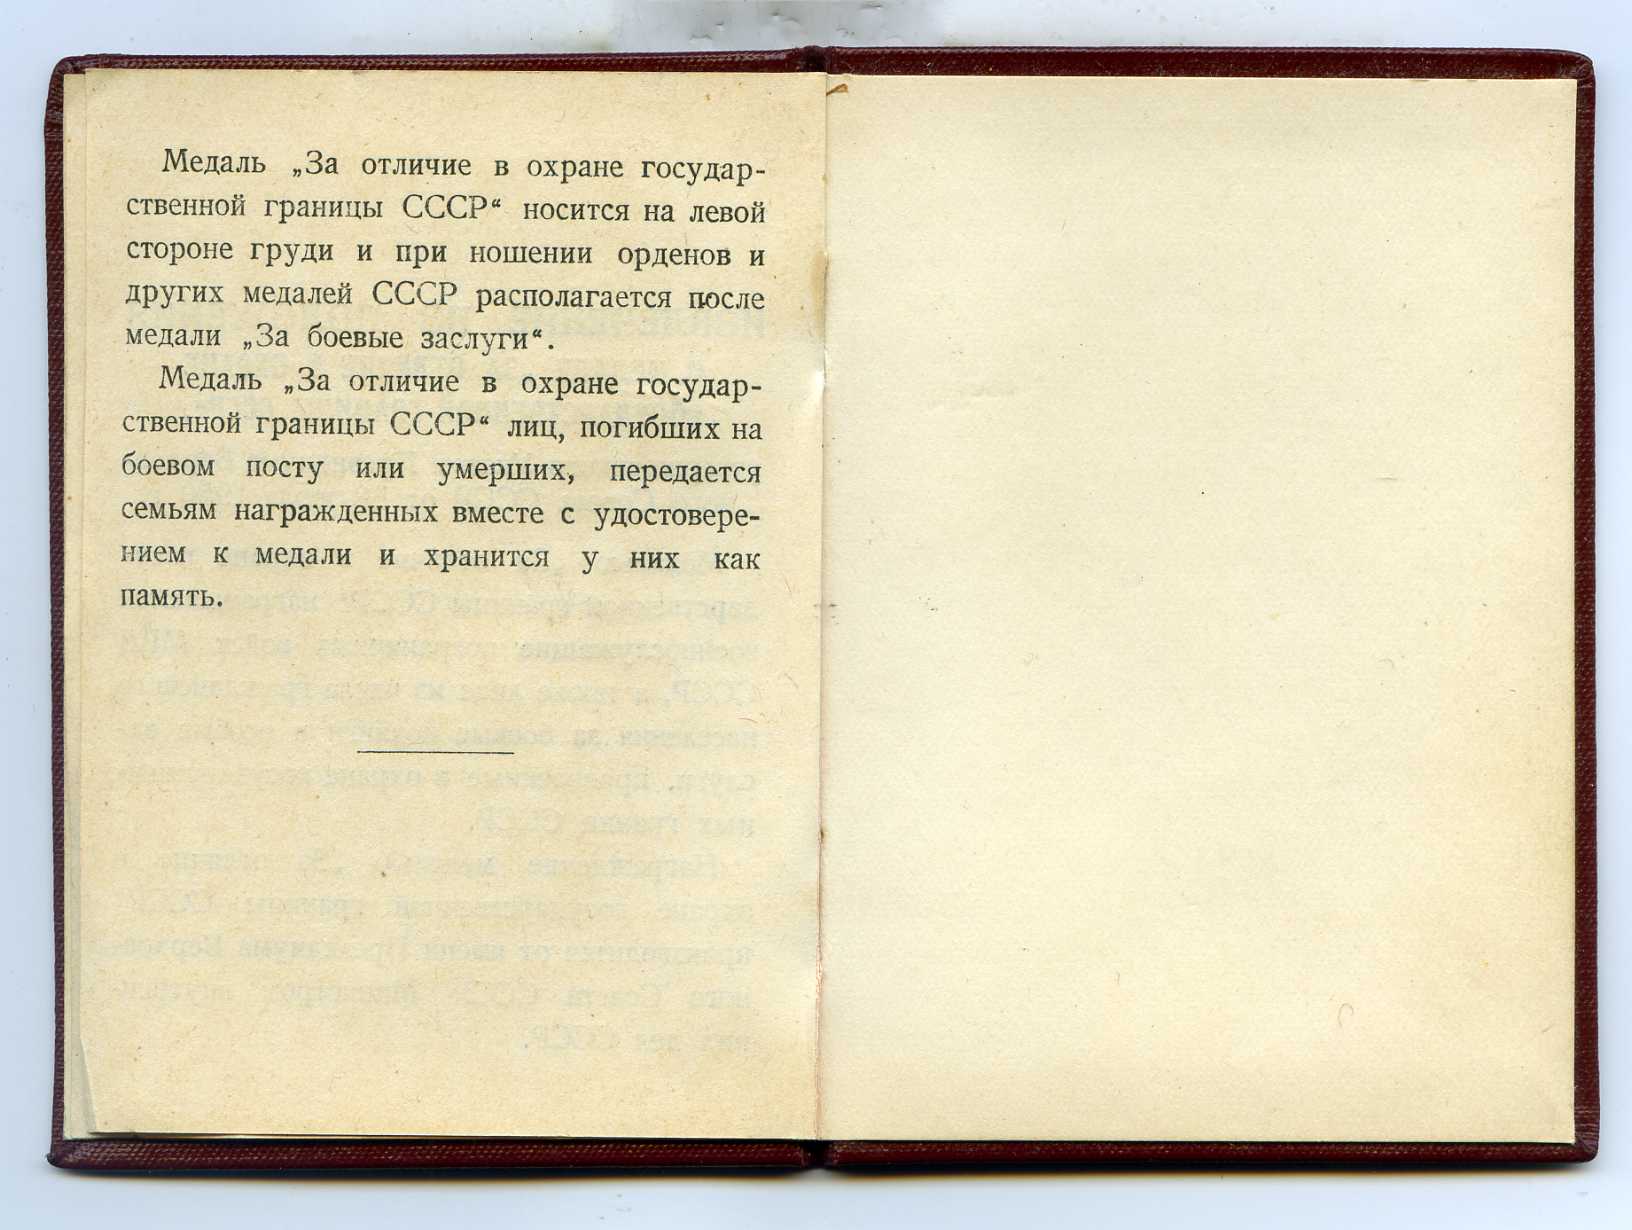 Медаль „За отличие в охране государ-
ственной границы СССР“ носится на левой
стороне груди и при ношении орденов и
других медалей СССР располагается после
медали „За боевые заслуги“.
Медаль „За отличие в охране государ-
ственной границы СССР“ лиц, погибших на
боевом посту или умерших, передается
семьям награжденных вместе с удостовере-
нием к медали и хранится у них как
память.